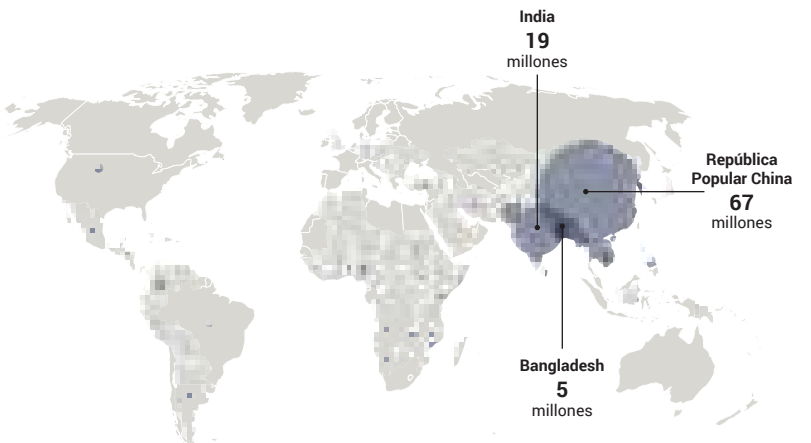 India
19
millones
República
Popular China
67
millones
Bangladesh
5
millones